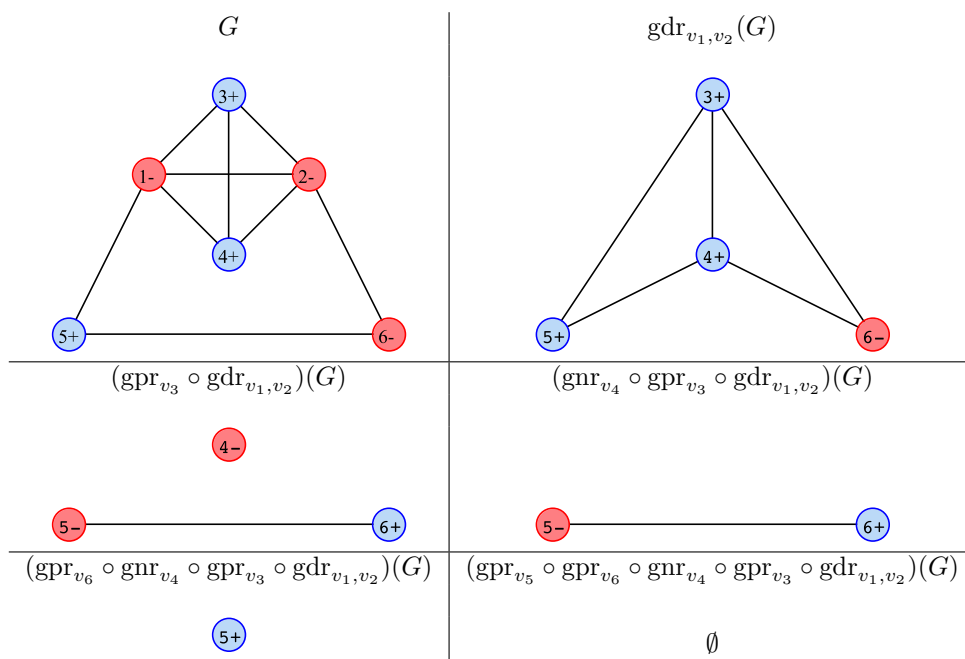 G
3+
1-
2-
4+
5+
6-
gdr_{v_1,v_2}(G)
3+
4+
5+
6−
(gpr_{v_3} ∘ gdr_{v_1,v_2})(G)
4−
5−
6+
(gnr_{v_4} ∘ gpr_{v_3} ∘ gdr_{v_1,v_2})(G)
5−
6+
(gpr_{v_6} ∘ gnr_{v_4} ∘ gpr_{v_3} ∘ gdr_{v_1,v_2})(G)
5+
(gpr_{v_5} ∘ gpr_{v_6} ∘ gnr_{v_4} ∘ gpr_{v_3} ∘ gdr_{v_1,v_2})(G)
∅